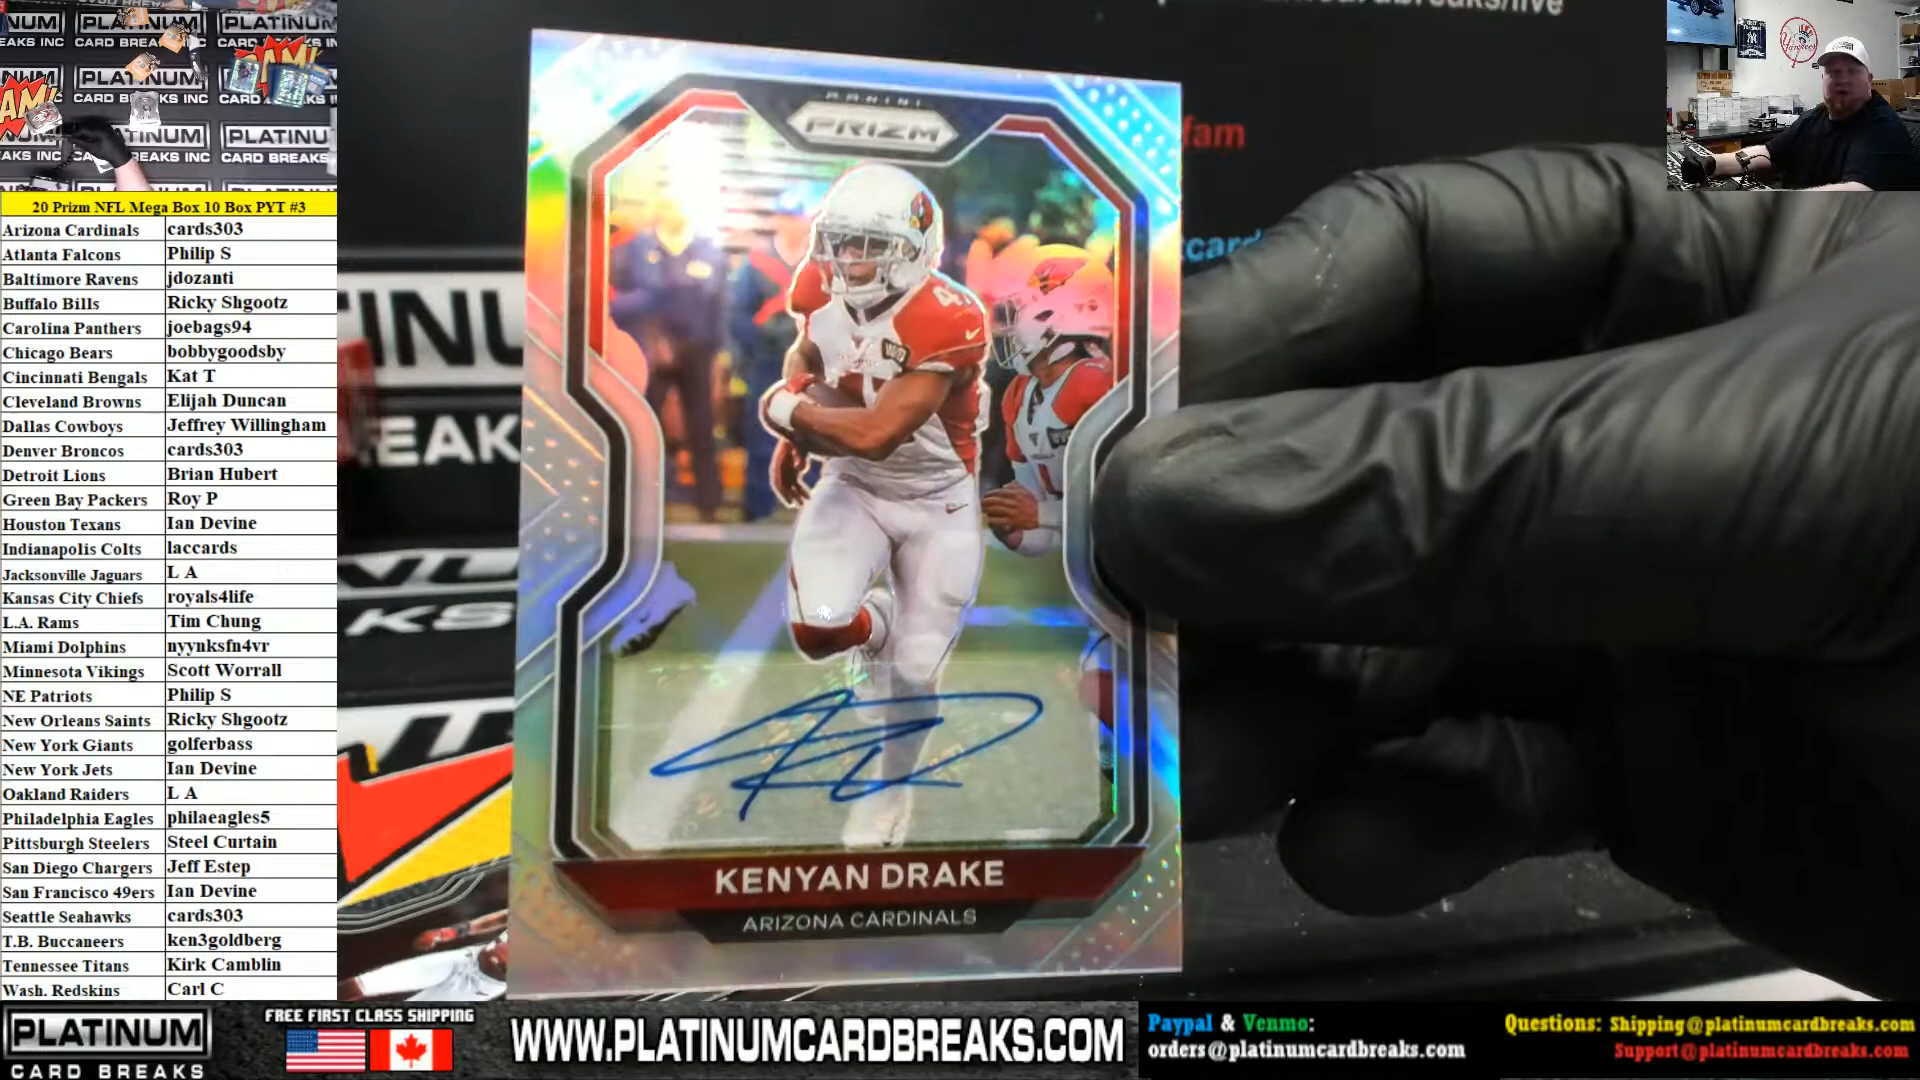 PLATINUM
CARD BREAKS INC
20 Prizm NFL Mega Box 10 Box PYT #3
Arizona Cardinals cards303
Atlanta Falcons Philip S
Baltimore Ravens jdozanti
Buffalo Bills Ricky Shgootz
Carolina Panthers joebags94
Chicago Bears bobbygoodsby
Cincinnati Bengals Kat T
Cleveland Browns Elijah Duncan
Dallas Cowboys Jeffrey Willingham
Denver Broncos cards303
Detroit Lions Brian Hubert
Green Bay Packers Roy P
Houston Texans Ian Devine
Indianapolis Colts laccards
Jacksonville Jaguars L A
Kansas City Chiefs royals4life
L.A. Rams Tim Chung
Miami Dolphins nyynksfn4vr
Minnesota Vikings Scott Worrall
NE Patriots Philip S
New Orleans Saints Ricky Shgootz
New York Giants golferbass
New York Jets Ian Devine
Oakland Raiders L A
Philadelphia Eagles philaeagles5
Pittsburgh Steelers Steel Curtain
San Diego Chargers Jeff Estep
San Francisco 49ers Ian Devine
Seattle Seahawks cards303
T.B. Buccaneers ken3goldberg
Tennessee Titans Kirk Camblin
Wash. Redskins Carl C
PANINI
PRIZM
KENYAN DRAKE
ARIZONA CARDINALS
fam
Yankees
PLATINUM
CARD BREAKS
FREE FIRST CLASS SHIPPING
WWW.PLATINUMCARDBREAKS.COM
Paypal & Venmo:
orders@platinumcardbreaks.com
Questions: Shipping@platinumcardbreaks.com
Support@platinumcardbreaks.com